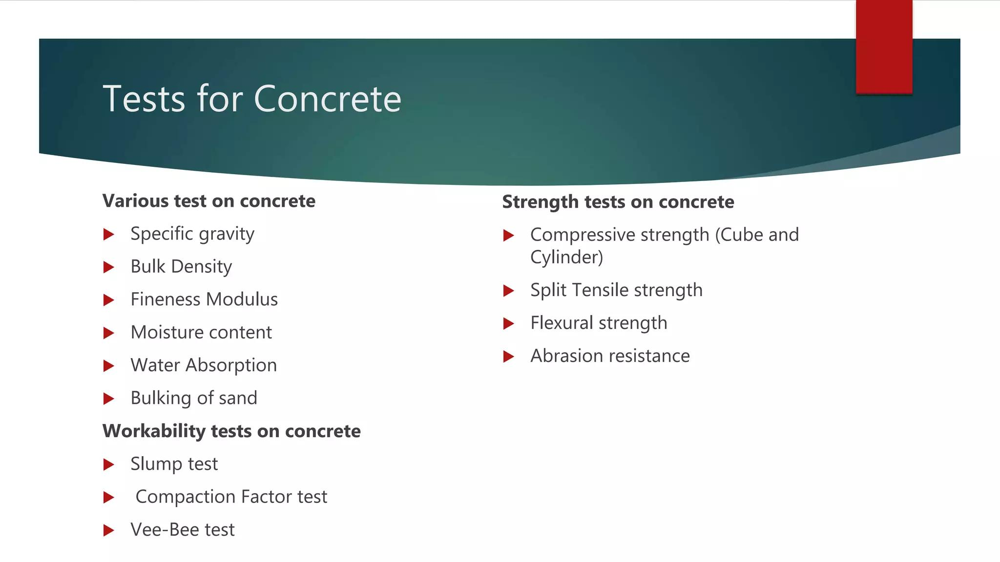 Tests for Concrete
Various test on concrete
Specific gravity
Bulk Density
Fineness Modulus
Moisture content
Water Absorption
Bulking of sand
Workability tests on concrete
Slump test
Compaction Factor test
Vee-Bee test
Strength tests on concrete
Compressive strength (Cube and
Cylinder)
Split Tensile strength
Flexural strength
Abrasion resistance